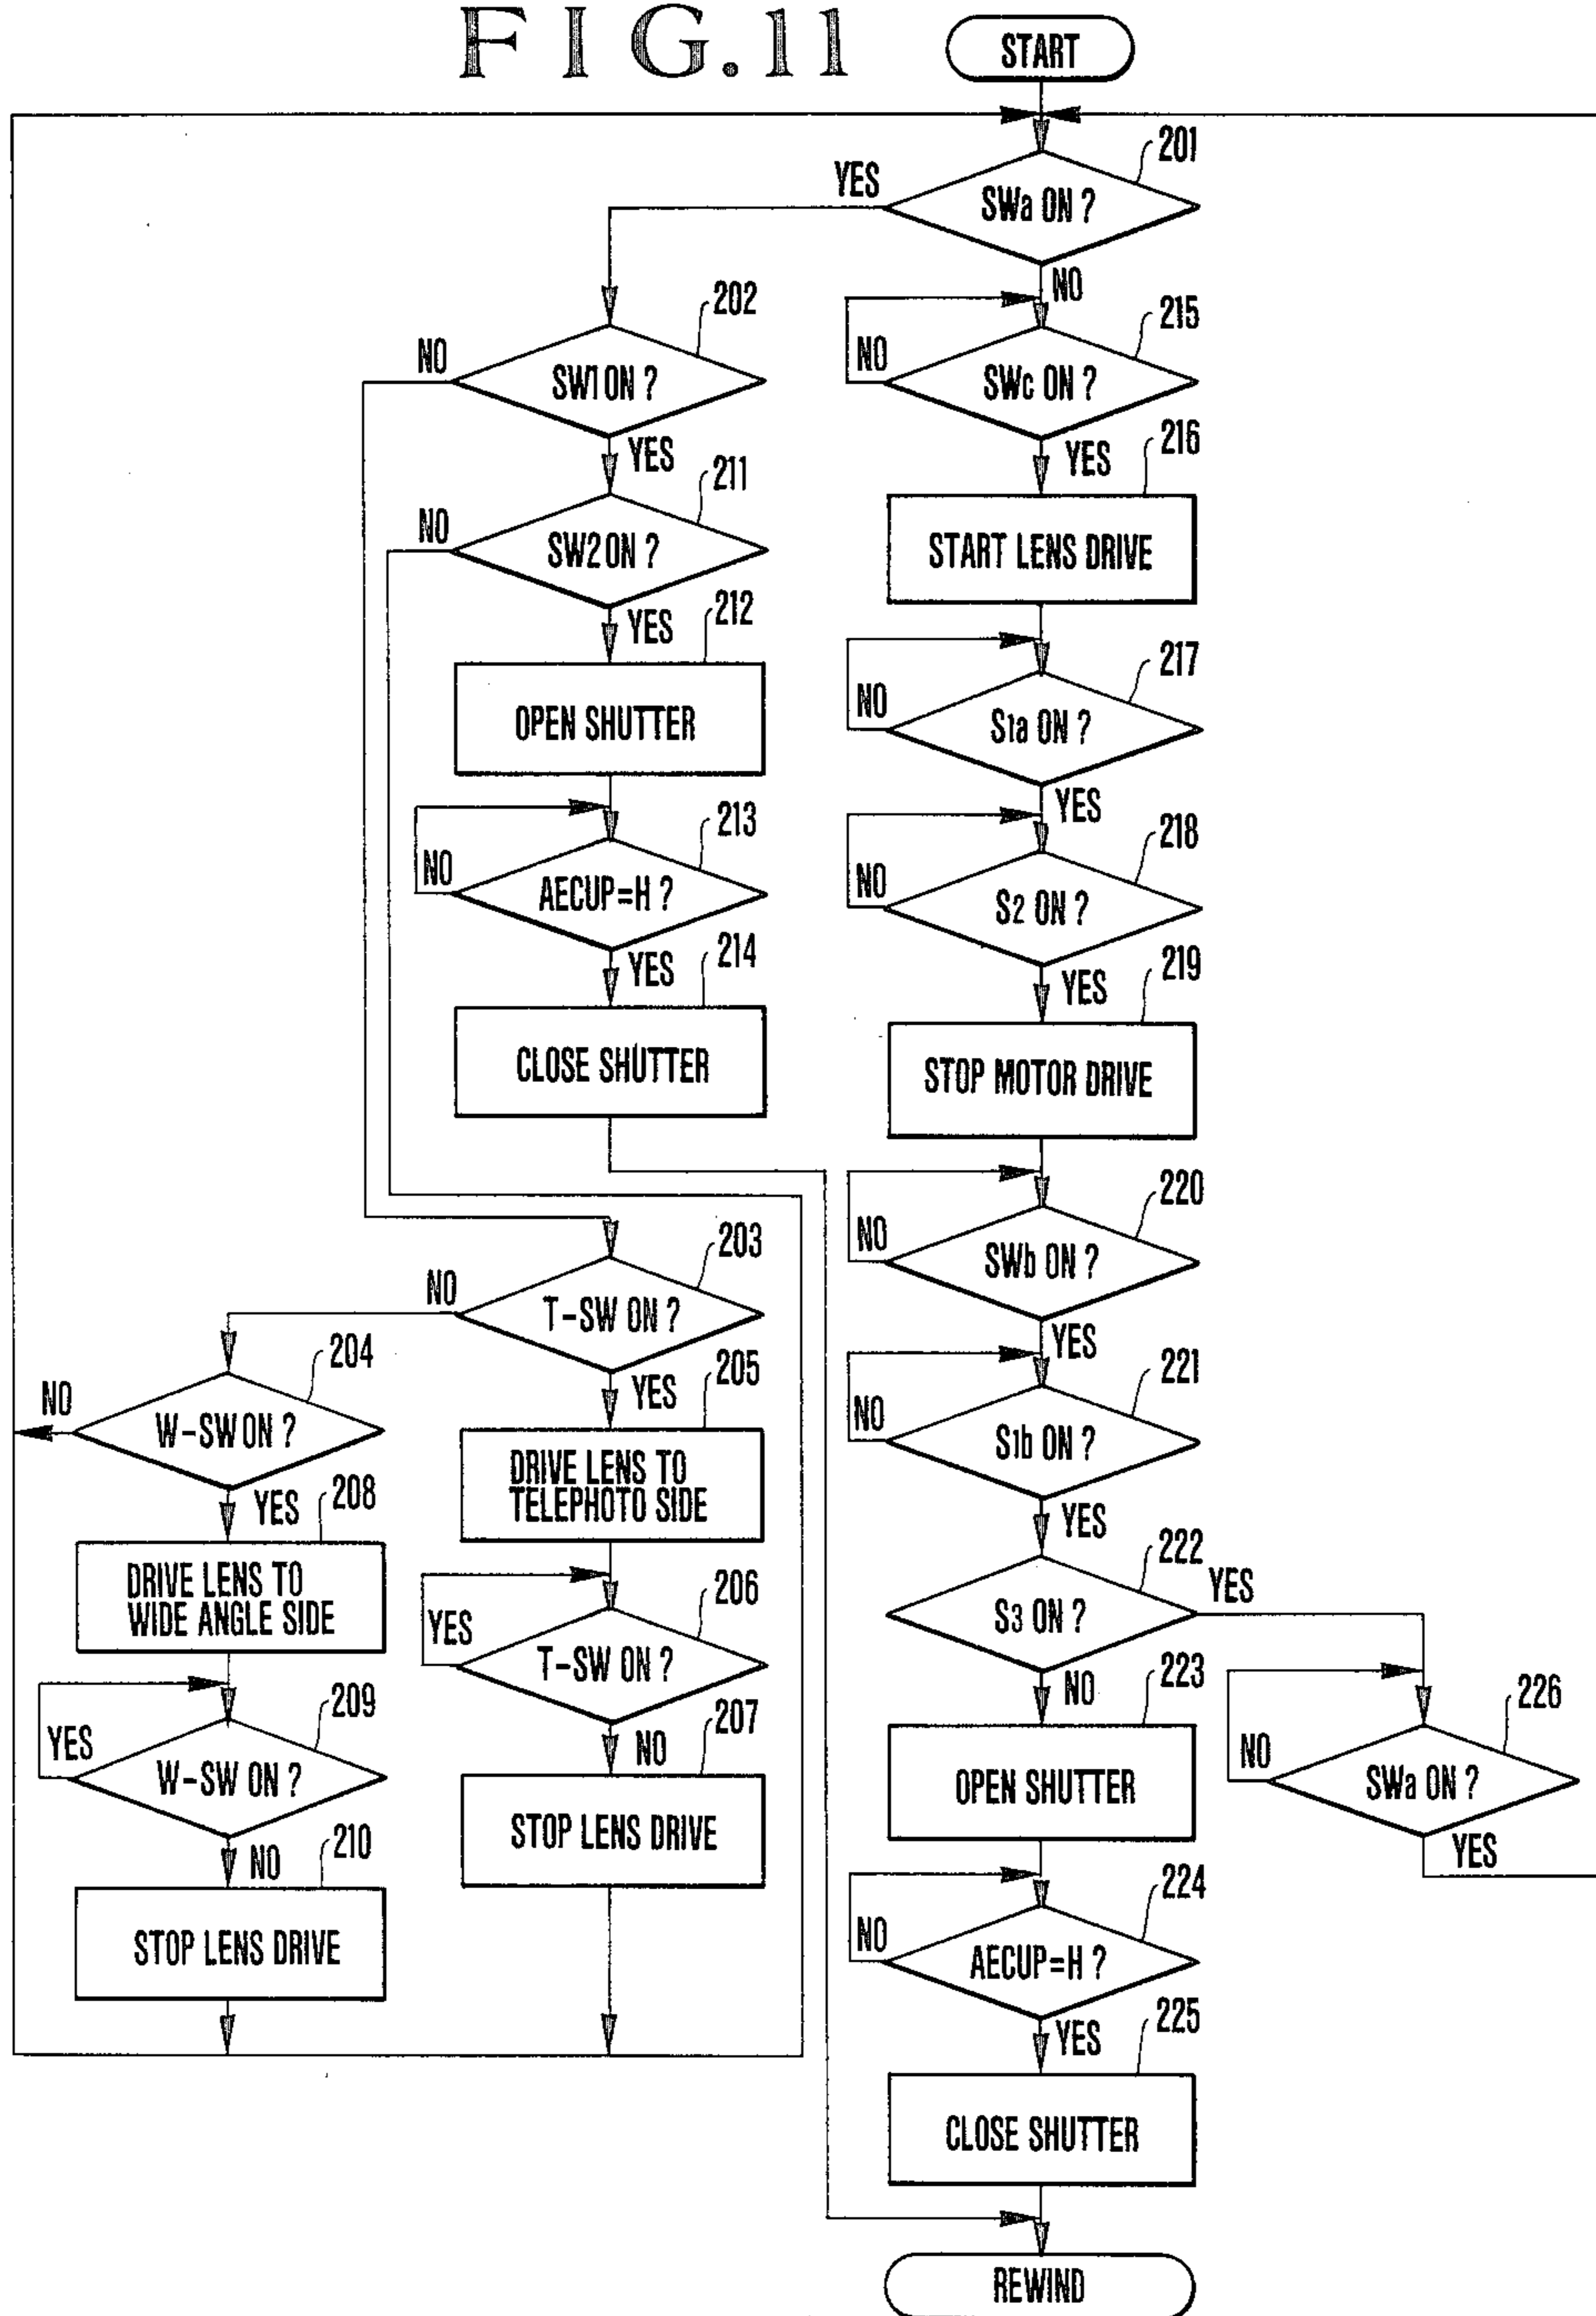 FIG.11
START
201
YES
SWa ON ?
NO
202
NO
SW1 ON ?
YES
215
NO
SWc ON ?
YES
211
NO
SW2 ON ?
YES
216
START LENS DRIVE
212
OPEN SHUTTER
217
NO
S1a ON ?
YES
213
NO
AECUP=H ?
YES
218
NO
S2 ON ?
YES
214
CLOSE SHUTTER
219
STOP MOTOR DRIVE
220
NO
SWb ON ?
YES
203
NO
T-SW ON ?
YES
204
NO
W-SW ON ?
YES
205
DRIVE LENS TO
TELEPHOTO SIDE
221
NO
S1b ON ?
YES
208
DRIVE LENS TO
WIDE ANGLE SIDE
206
YES
T-SW ON ?
NO
222
YES
S3 ON ?
NO
209
YES
W-SW ON ?
NO
207
STOP LENS DRIVE
223
OPEN SHUTTER
226
NO
SWa ON ?
YES
210
STOP LENS DRIVE
224
NO
AECUP=H ?
YES
225
CLOSE SHUTTER
REWIND